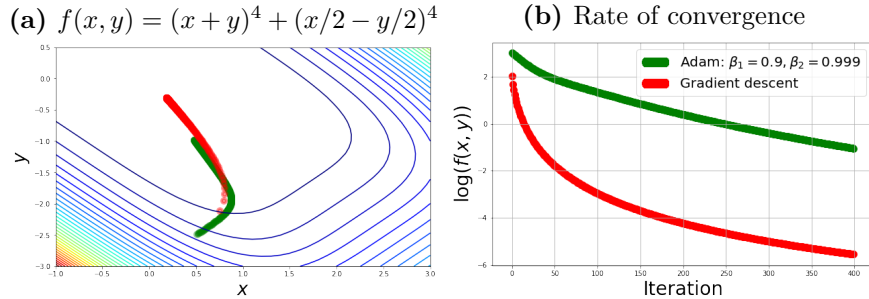 (a) f(x, y) = (x + y)⁴ + (x/2 − y/2)⁴
0.5
0.0
−0.5
−1.0
−1.5
−2.0
−2.5
−3.0
y
−1.0 −0.5 0.0 0.5 1.0 1.5 2.0 2.5 3.0
x
(b) Rate of convergence
Adam: β₁ = 0.9, β₂ = 0.999
Gradient descent
2
0
−2
−4
−6
log(f(x, y))
0 50 100 150 200 250 300 350 400
Iteration